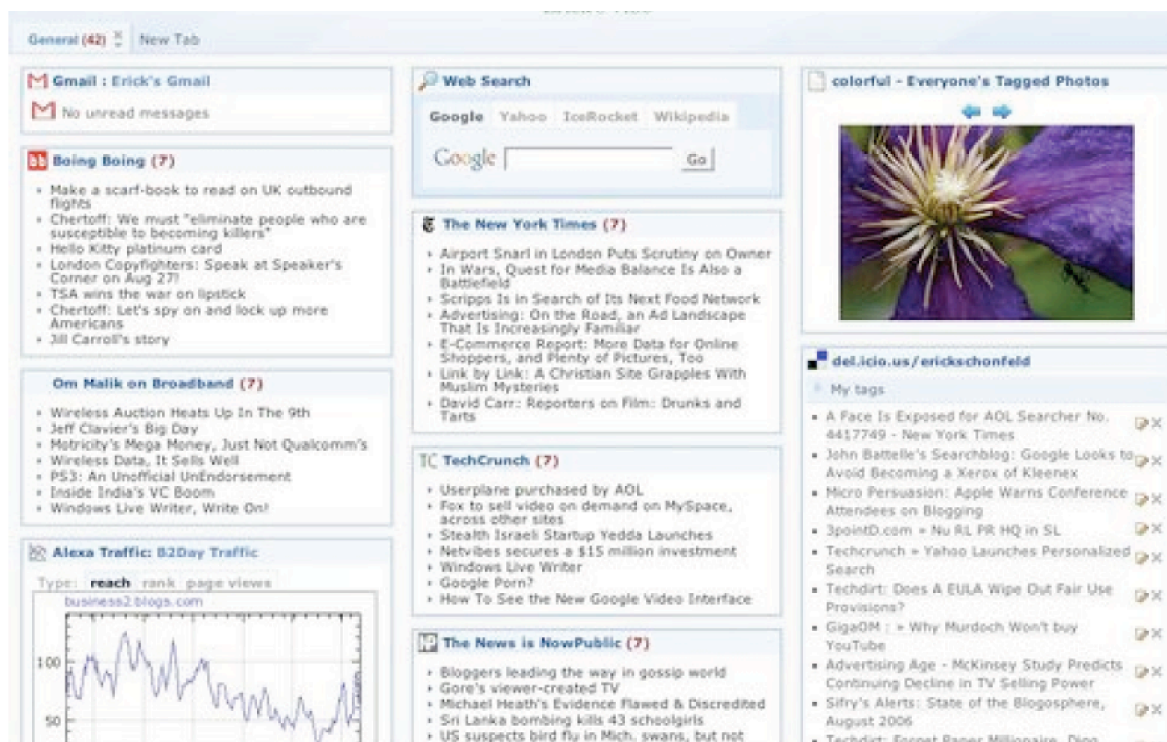 General (42)
New Tab
Gmail : Erick's Gmail
No unread messages
Boing Boing (7)
Make a scarf-book to read on UK outbound
flights
Chertoff: We must "eliminate people who are
susceptible to becoming killers"
Hello Kitty platinum card
London Copyfighters: Speak at Speaker's
Corner on Aug 27!
TSA wins the war on lipstick
Chertoff: Let's spy on and lock up more
Americans
Jill Carroll's story
Om Malik on Broadband (7)
Wireless Auction Heats Up In The 9th
Jeff Clavier's Big Day
Motricity's Mega Money, Just Not Qualcomm's
Wireless Data, It Sells Well
PS3: An Unofficial UnEndorsement
Inside India's VC Boom
Windows Live Writer, Write On!
Alexa Traffic: B2Day Traffic
Type: reach rank page views
business2.blogs.com
100
50
Web Search
Google Yahoo IceRocket Wikipedia
Google Go
The New York Times (7)
Airport Snarl in London Puts Scrutiny on Owner
In Wars, Quest for Media Balance Is Also a
Battlefield
Scripps Is in Search of Its Next Food Network
Advertising: On the Road, an Ad Landscape
That Is Increasingly Familiar
E-Commerce Report: More Data for Online
Shoppers, and Plenty of Pictures, Too
Link by Link: A Christian Site Grapples With
Muslim Mysteries
David Carr: Reporters on Film: Drunks and
Tarts
TC TechCrunch (7)
Userplane purchased by AOL
Fox to sell video on demand on MySpace,
across other sites
Stealth Israeli Startup Yedda Launches
Netvibes secures a $15 million investment
Windows Live Writer
Google Porn?
How To See the New Google Video Interface
The News is NowPublic (7)
Bloggers leading the way in gossip world
Gore's viewer-created TV
Michael Heath's Evidence Flawed & Discredited
Sri Lanka bombing kills 43 schoolgirls
US suspects bird flu in Mich. swans, but not
colorful - Everyone's Tagged Photos
del.icio.us/erickschonfeld
My tags
A Face Is Exposed for AOL Searcher No.
4417749 - New York Times
John Battelle's Searchblog: Google Looks to
Avoid Becoming a Xerox of Kleenex
Micro Persuasion: Apple Warns Conference
Attendees on Blogging
3pointD.com » Nu RL PR HQ in SL
Techcrunch » Yahoo Launches Personalized
Search
Techdirt: Does A EULA Wipe Out Fair Use
Provisions?
GigaOM : » Why Murdoch Won't buy
YouTube
Advertising Age - McKinsey Study Predicts
Continuing Decline in TV Selling Power
Sifry's Alerts: State of the Blogosphere,
August 2006
Techdirt: Forget Paper Millionaire, Digg